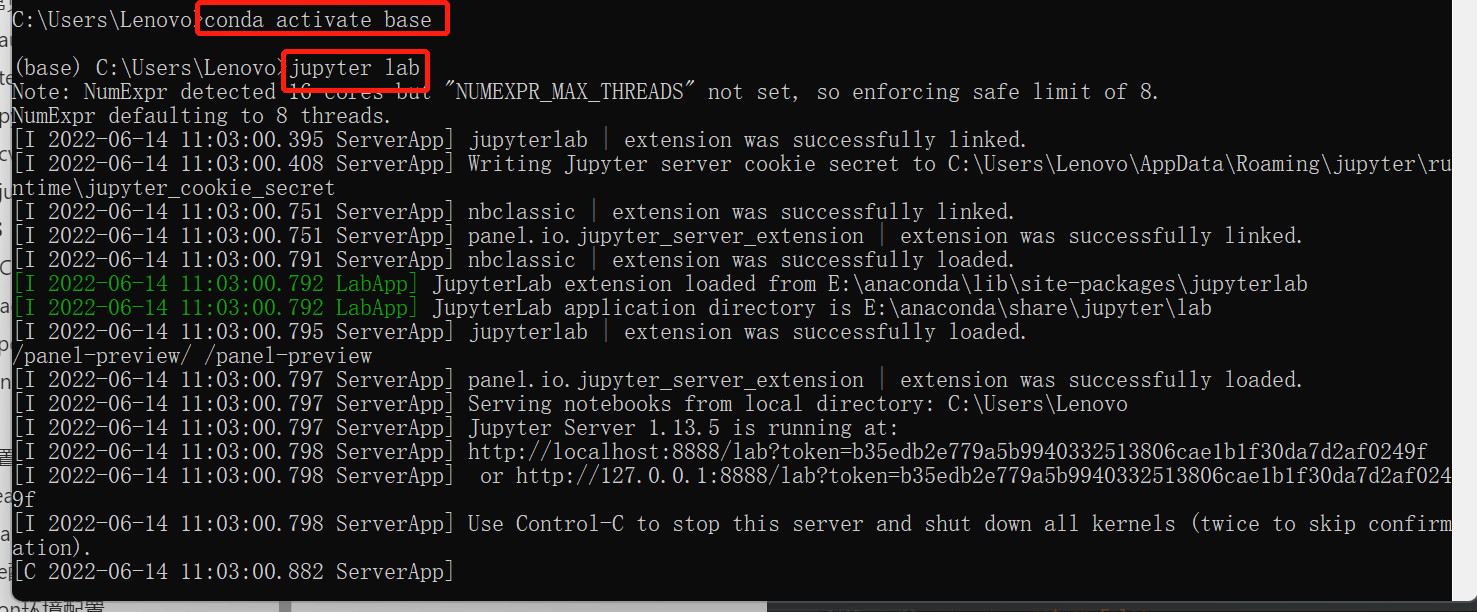 C:\Users\Lenovo>conda activate base
(base) C:\Users\Lenovo>jupyter lab
Note: NumExpr detected 16 cores but "NUMEXPR_MAX_THREADS" not set, so enforcing safe limit of 8.
NumExpr defaulting to 8 threads.
[I 2022-06-14 11:03:00.395 ServerApp] jupyterlab | extension was successfully linked.
[I 2022-06-14 11:03:00.408 ServerApp] Writing Jupyter server cookie secret to C:\Users\Lenovo\AppData\Roaming\jupyter\ru
ntime\jupyter_cookie_secret
[I 2022-06-14 11:03:00.751 ServerApp] nbclassic | extension was successfully linked.
[I 2022-06-14 11:03:00.751 ServerApp] panel.io.jupyter_server_extension | extension was successfully linked.
[I 2022-06-14 11:03:00.791 ServerApp] nbclassic | extension was successfully loaded.
[I 2022-06-14 11:03:00.792 LabApp] JupyterLab extension loaded from E:\anaconda\lib\site-packages\jupyterlab
[I 2022-06-14 11:03:00.792 LabApp] JupyterLab application directory is E:\anaconda\share\jupyter\lab
[I 2022-06-14 11:03:00.795 ServerApp] jupyterlab | extension was successfully loaded.
/panel-preview/ /panel-preview
[I 2022-06-14 11:03:00.797 ServerApp] panel.io.jupyter_server_extension | extension was successfully loaded.
[I 2022-06-14 11:03:00.797 ServerApp] Serving notebooks from local directory: C:\Users\Lenovo
[I 2022-06-14 11:03:00.797 ServerApp] Jupyter Server 1.13.5 is running at:
[I 2022-06-14 11:03:00.798 ServerApp] http://localhost:8888/lab?token=b35edb2e779a5b9940332513806cae1b1f30da7d2af0249f
[I 2022-06-14 11:03:00.798 ServerApp]  or http://127.0.0.1:8888/lab?token=b35edb2e779a5b9940332513806cae1b1f30da7d2af024
9f
[I 2022-06-14 11:03:00.798 ServerApp] Use Control-C to stop this server and shut down all kernels (twice to skip confirm
ation).
[C 2022-06-14 11:03:00.882 ServerApp]